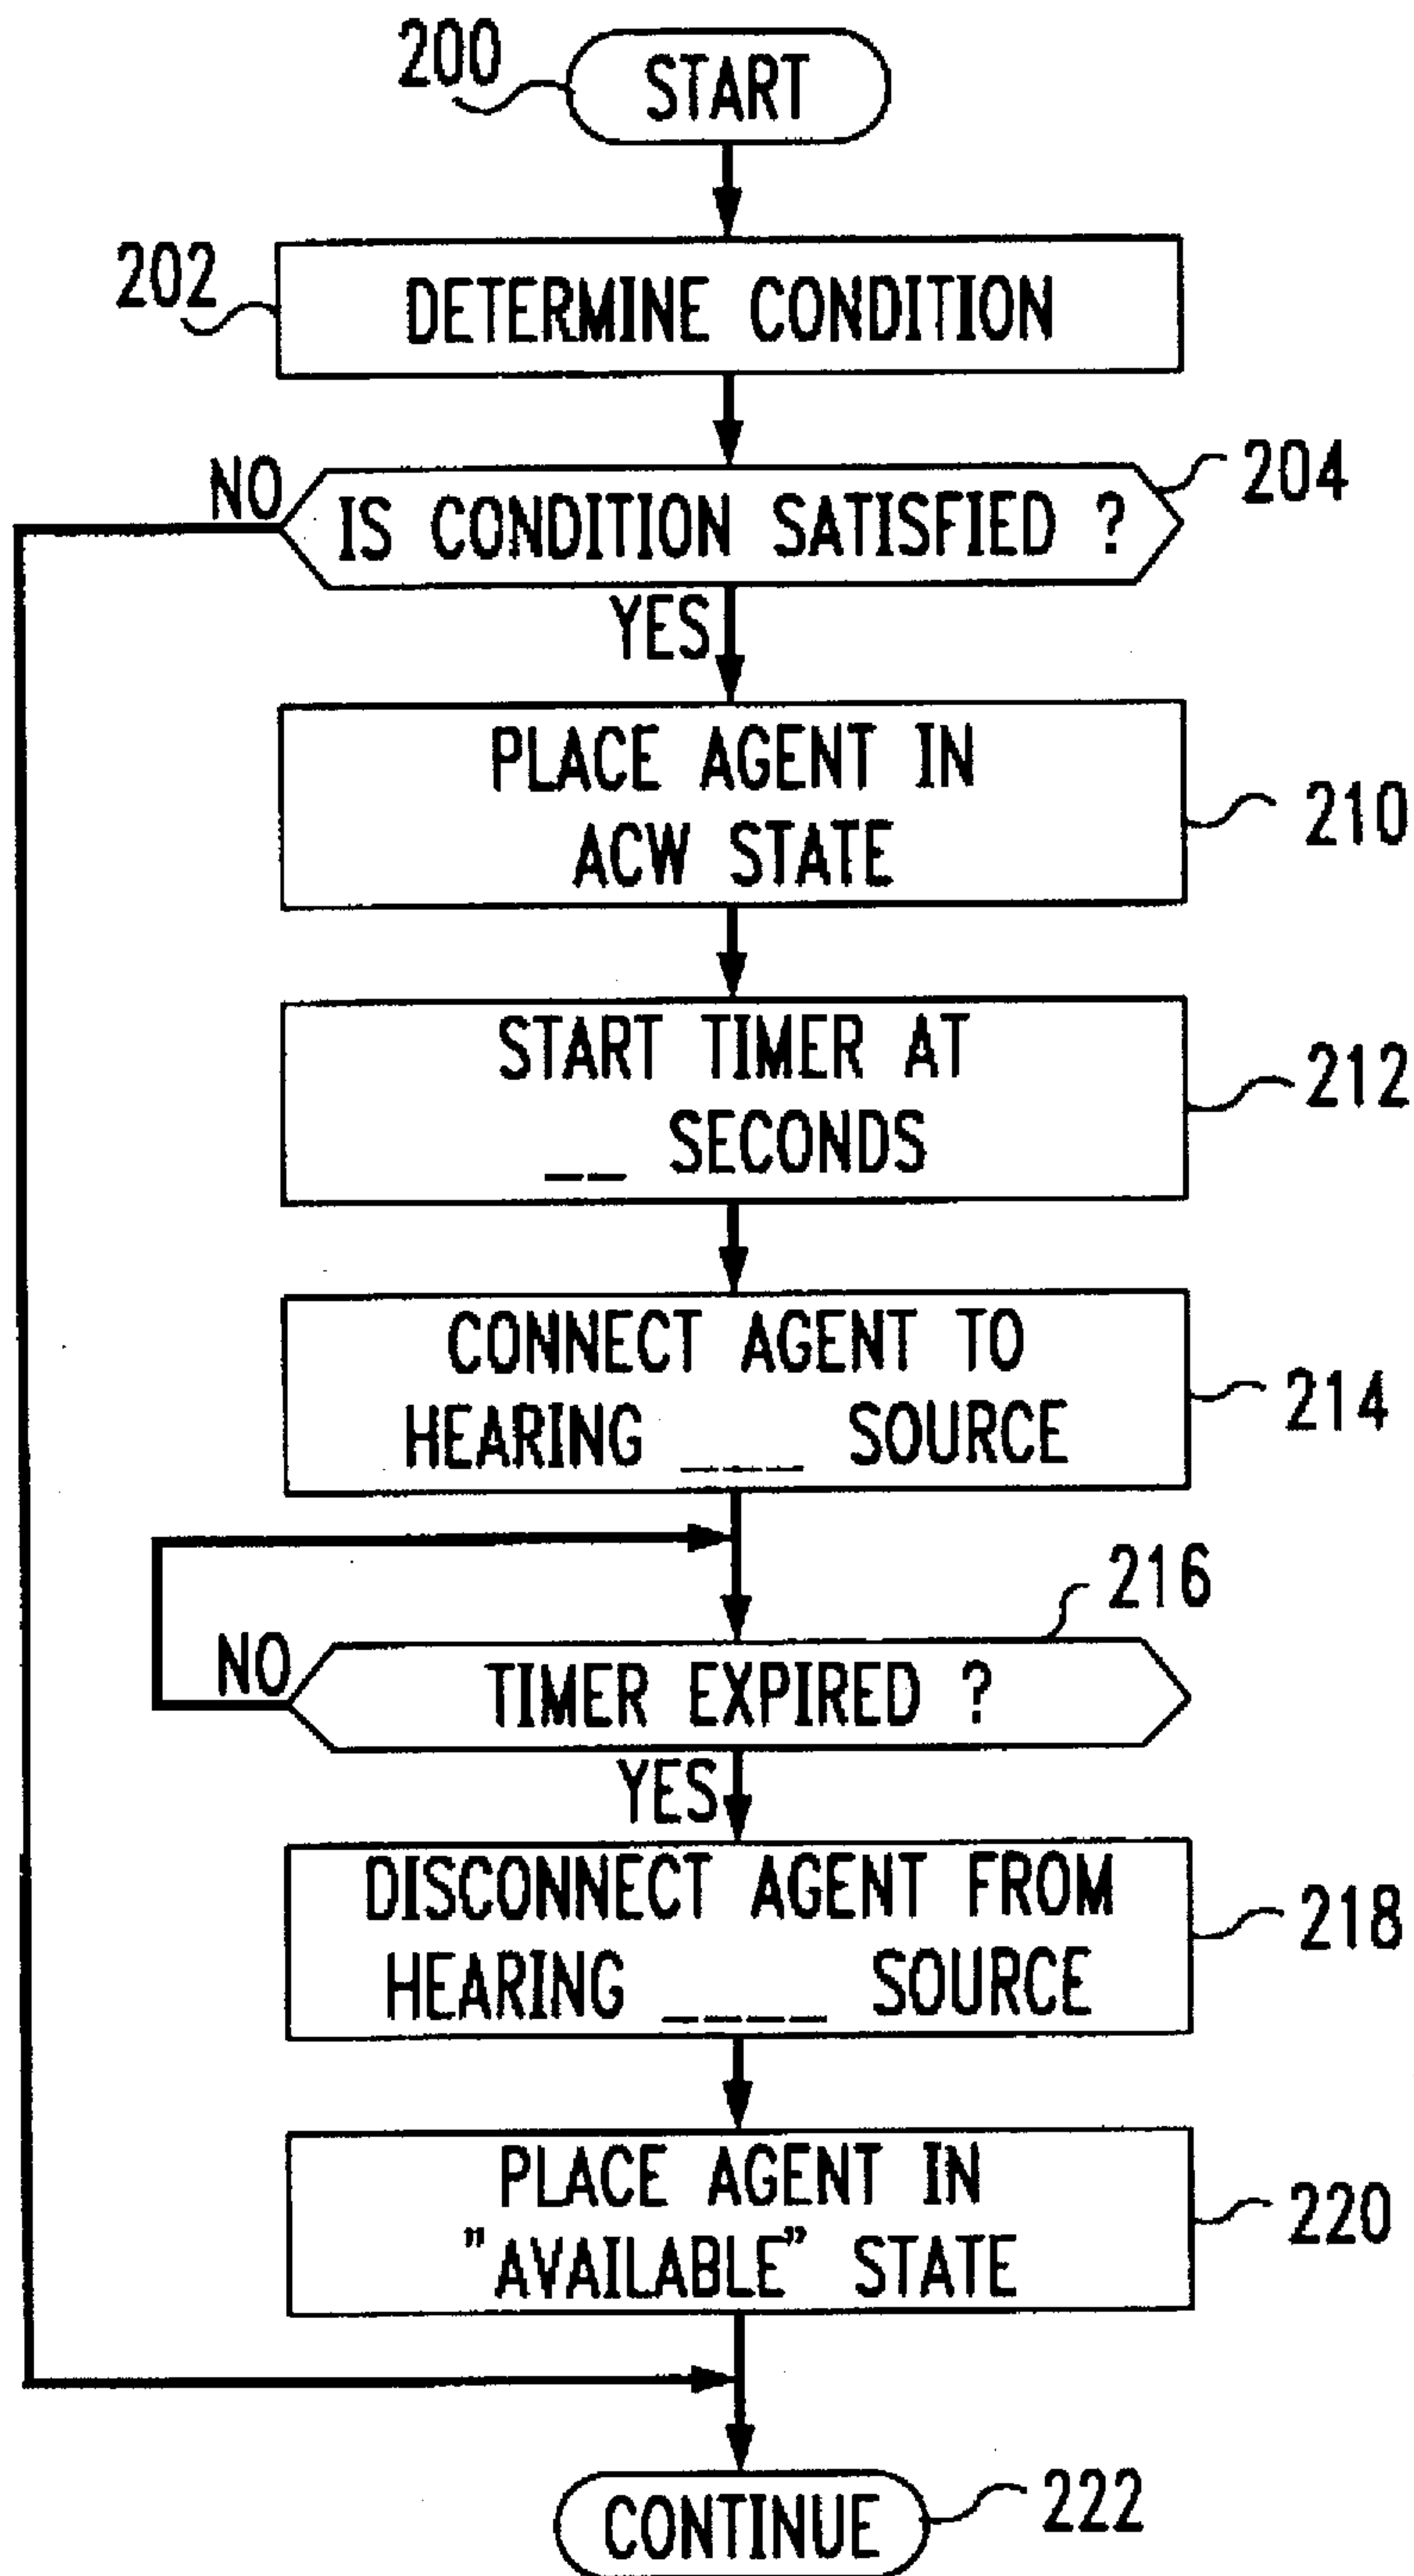 200
START
202
DETERMINE CONDITION
NO
204
IS CONDITION SATISFIED ?
YES
PLACE AGENT IN
ACW STATE
210
START TIMER AT
__ SECONDS
212
CONNECT AGENT TO
HEARING ___ SOURCE
214
216
NO
TIMER EXPIRED ?
YES
DISCONNECT AGENT FROM
HEARING ____ SOURCE
218
PLACE AGENT IN
"AVAILABLE" STATE
220
CONTINUE
222